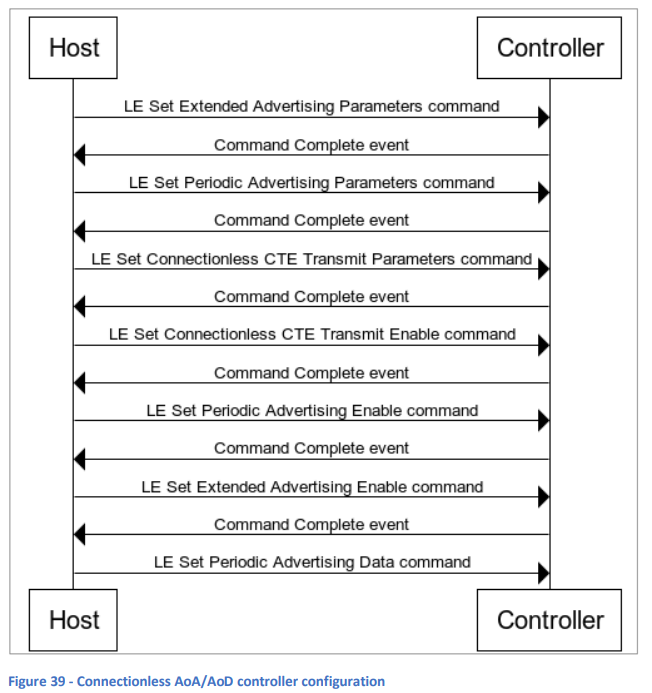 Host
Controller
LE Set Extended Advertising Parameters command
Command Complete event
LE Set Periodic Advertising Parameters command
Command Complete event
LE Set Connectionless CTE Transmit Parameters command
Command Complete event
LE Set Connectionless CTE Transmit Enable command
Command Complete event
LE Set Periodic Advertising Enable command
Command Complete event
LE Set Extended Advertising Enable command
Command Complete event
LE Set Periodic Advertising Data command
Host
Controller
Figure 39 - Connectionless AoA/AoD controller configuration